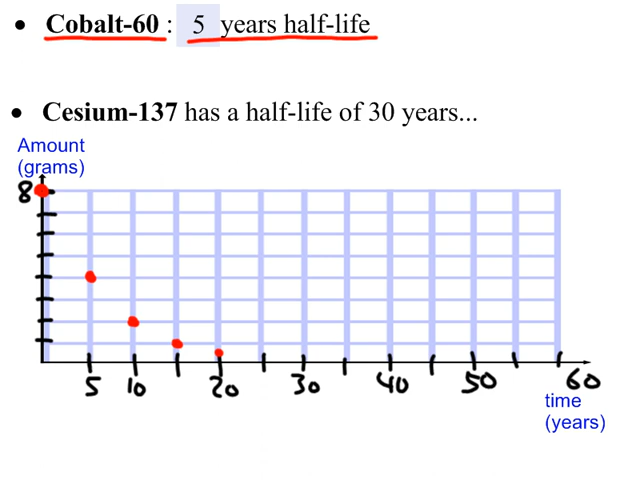 • Cobalt-60 : 5 years half-life
• Cesium-137 has a half-life of 30 years...
Amount
(grams)
8
5 10 20 30 40 50 60
time
(years)